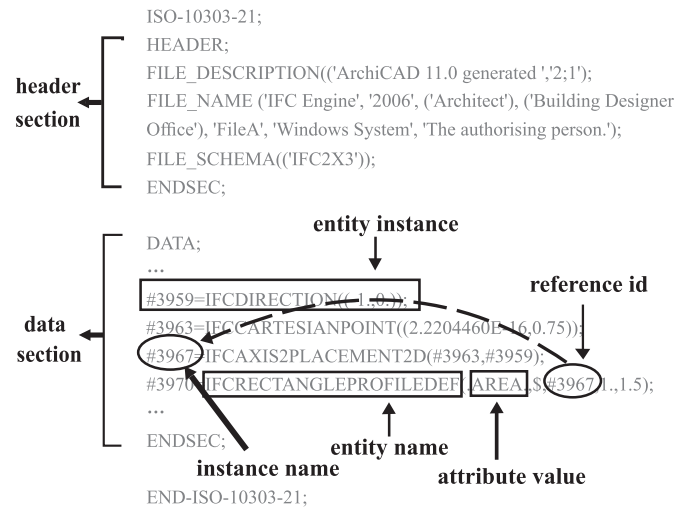 ISO-10303-21;
HEADER;
FILE_DESCRIPTION(('ArchiCAD 11.0 generated ','2;1');
header section
FILE_NAME ('IFC Engine', '2006', ('Architect'), ('Building Designer
Office'), 'FileA', 'Windows System', 'The authorising person.');
FILE_SCHEMA(('IFC2X3'));
ENDSEC;
entity instance
DATA;
...
reference id
#3959=IFCDIRECTION((-1.,0.));
data section
#3963=IFCCARTESIANPOINT((2.2204460E-16,0.75));
#3967=IFCAXIS2PLACEMENT2D(#3963,#3959);
#3970=IFCRECTANGLEPROFILEDEF(.AREA.,$,#3967,1.,1.5);
...
ENDSEC;
entity name
instance name
attribute value
END-ISO-10303-21;